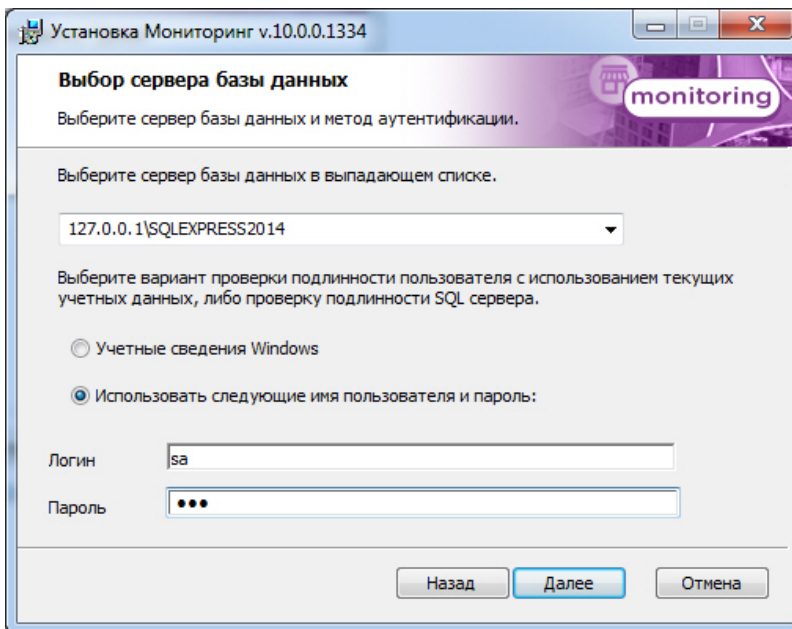 Установка Мониторинг v.10.0.0.1334
Выбор сервера базы данных
monitoring
Выберите сервер базы данных и метод аутентификации.
Выберите сервер базы данных в выпадающем списке.
127.0.0.1\SQLEXPRESS2014
Выберите вариант проверки подлинности пользователя с использованием текущих
учетных данных, либо проверку подлинности SQL сервера.
Учетные сведения Windows
Использовать следующие имя пользователя и пароль:
Логин sa
Пароль •••
Назад Далее Отмена